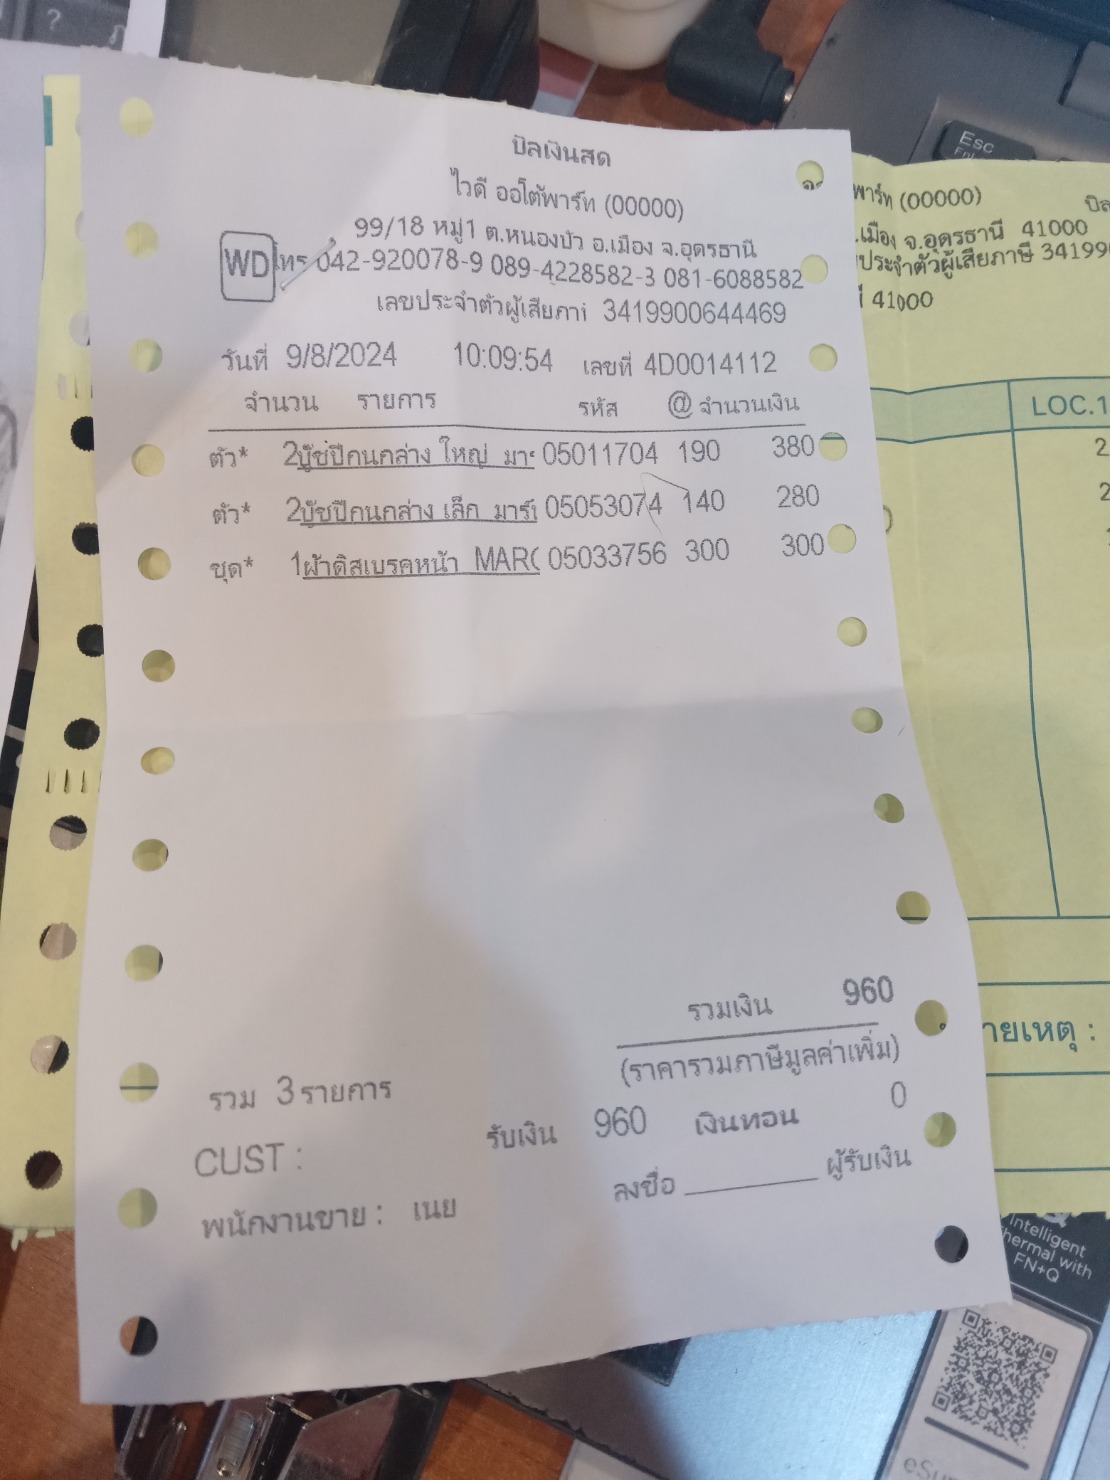 บิลเงินสด
ไวดี ออโต้พาร์ท (00000)
99/18 หมู่1 ต.หนองบัว อ.เมือง จ.อุดรธานี
WD โทร 042-920078-9 089-4228582-3 081-6088582
เลขประจำตัวผู้เสียภาษี 3419900644469
วันที่ 9/8/2024 10:09:54 เลขที่ 4D0014112
จำนวน รายการ รหัส @ จำนวนเงิน
ตัว* 2บู๊ชปีกนกล่าง ใหญ่ 05011704 190 380
ตัว* 2บู๊ชปีกนกล่าง เล็ก 05053074 140 280
ชุด* 1ผ้าดิสเบรคหน้า MARC 05033756 300 300
รวมเงิน 960
(ราคารวมภาษีมูลค่าเพิ่ม)
รวม 3รายการ
รับเงิน 960 เงินทอน 0
CUST :
ลงชื่อ ________ ผู้รับเงิน
พนักงานขาย : เนย
พาร์ท (00000)
.เมือง จ.อุดรธานี 41000
ประจำตัวผู้เสียภาษี 34199
41000
LOC.1
ายเหตุ :
Esc
Intelligent
Thermal with
FN+Q